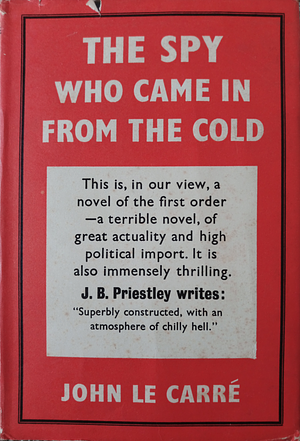 THE SPY
WHO CAME IN
FROM THE COLD
This is, in our view, a
novel of the first order
—a terrible novel, of
great actuality and high
political import. It is
also immensely thrilling.
J. B. Priestley writes:
"Superbly constructed, with an
atmosphere of chilly hell."
JOHN LE CARRÉ